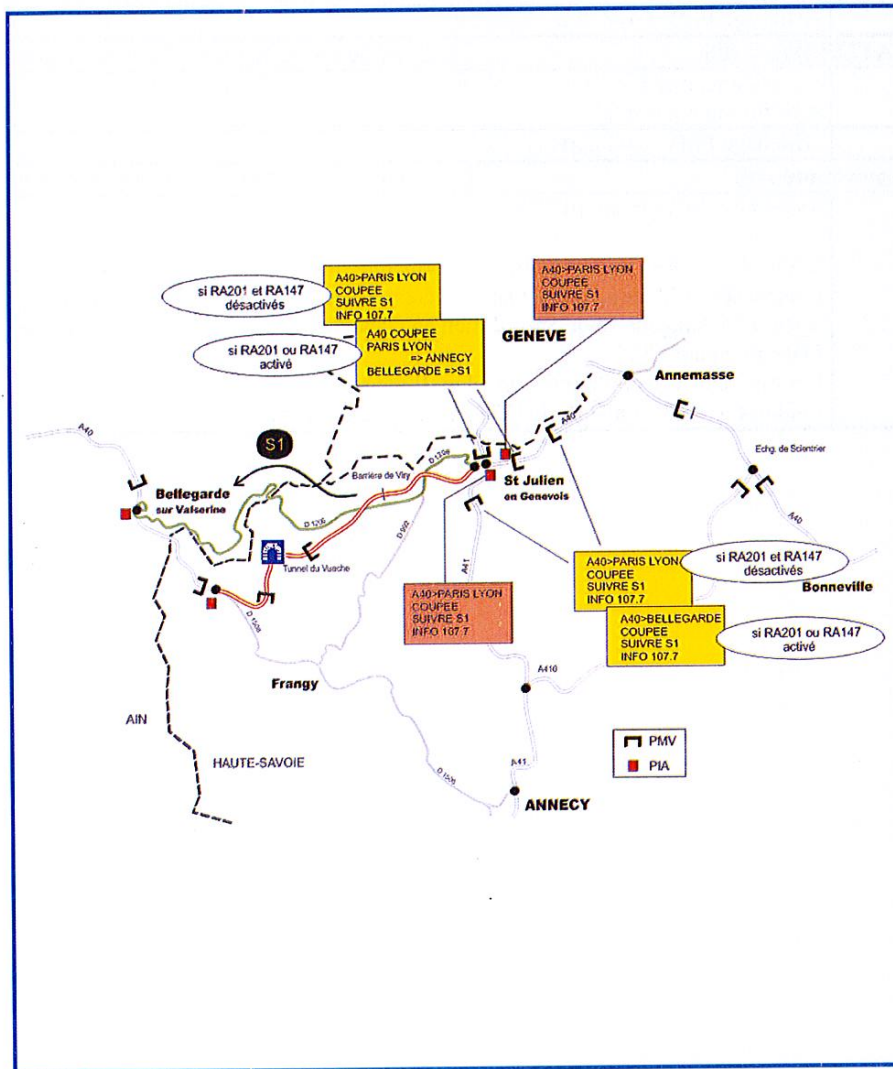 si RA201 et RA147
désactivés
A40>PARIS LYON
COUPEE
SUIVRE S1
INFO 107.7
A40>PARIS LYON
COUPEE
SUIVRE S1
INFO 107.7
si RA201 ou RA147
activé
A40 COUPEE
PARIS LYON
=> ANNECY
BELLEGARDE =>S1
GENEVE
Annemasse
A40
S1
A40
Echg. de Scientrier
Barrière de Viry
D 1206
St Julien
en Genevois
Bellegarde
sur Valserine
D 1206
D 992
A40
Tunnel du Vuache
A41
A40>PARIS LYON
COUPEE
SUIVRE S1
INFO 107.7
si RA201 et RA147
désactivés
Bonneville
A40>PARIS LYON
COUPEE
SUIVRE S1
INFO 107.7
A40>BELLEGARDE
COUPEE
SUIVRE S1
INFO 107.7
si RA201 ou RA147
activé
D 1508
Frangy
A410
AIN
HAUTE-SAVOIE
PMV
PIA
A41
D 1508
ANNECY